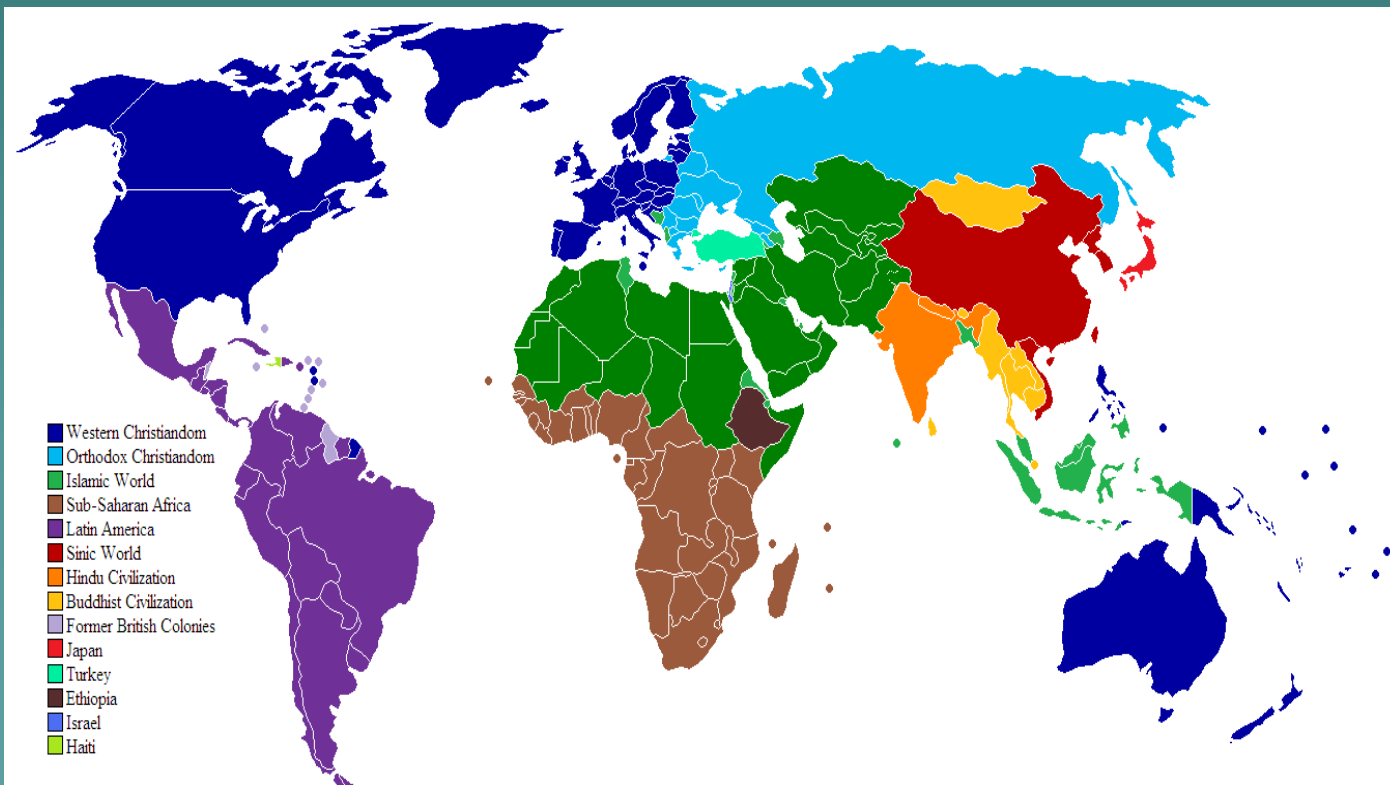 Western Christiandom
Orthodox Christiandom
Islamic World
Sub-Saharan Africa
Latin America
Sinic World
Hindu Civilization
Buddhist Civilization
Former British Colonies
Japan
Turkey
Ethiopia
Israel
Haiti